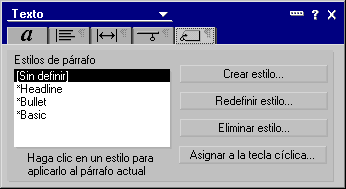 Texto
? X
a
Estilos de párrafo
[Sin definir]
*Headline
*Bullet
*Basic
Haga clic en un estilo para
aplicarlo al párrafo actual
Crear estilo...
Redefinir estilo...
Eliminar estilo...
Asignar a la tecla cíclica...